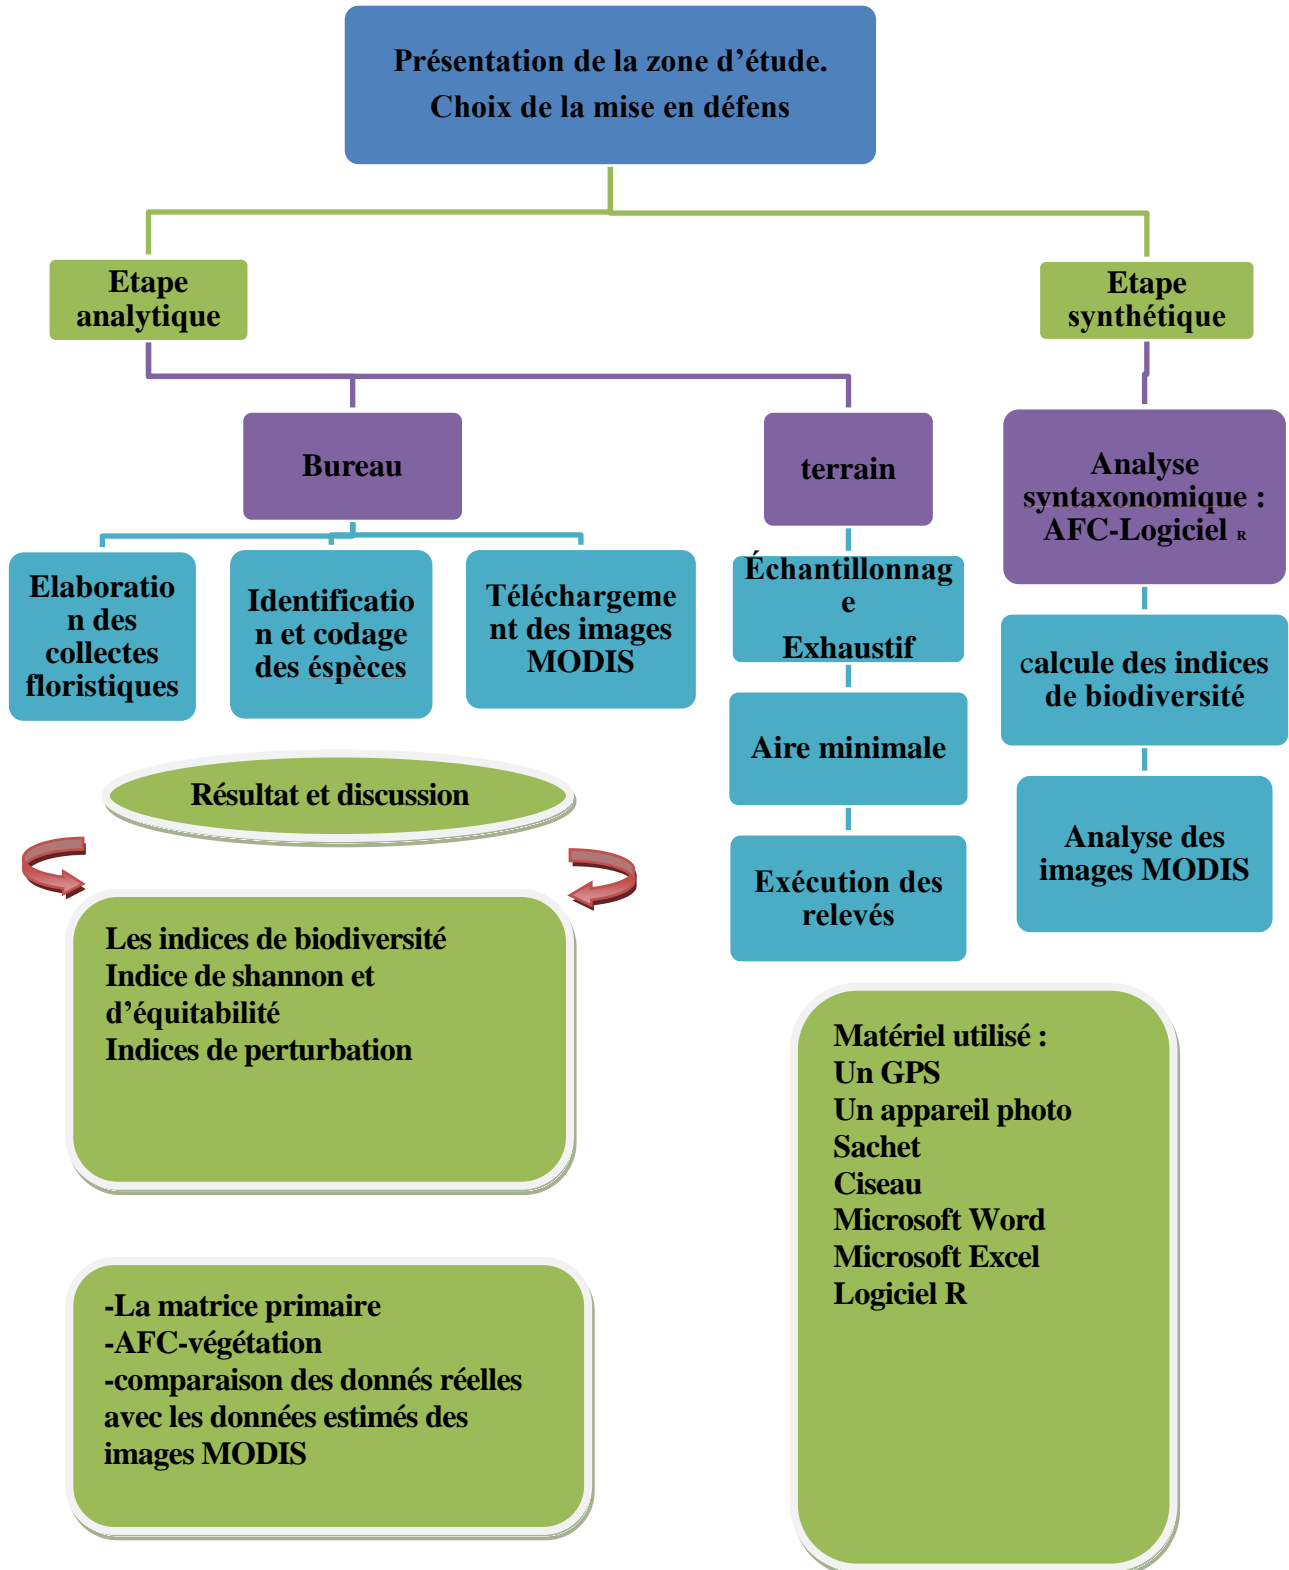 Présentation de la zone d’étude.
Choix de la mise en défens
Etape
analytique
Etape
synthétique
Bureau
terrain
Analyse
syntaxonomique :
AFC-Logiciel R
Elaboratio
n des
collectes
floristiques
Identificatio
n et codage
des éspèces
Téléchargeme
nt des images
MODIS
Échantillonnag
e
Exhaustif
calcule des indices
de biodiversité
Aire minimale
Analyse des
images MODIS
Exécution des
relevés
Résultat et discussion
Les indices de biodiversité
Indice de shannon et
d’équitabilité
Indices de perturbation
Matériel utilisé :
Un GPS
Un appareil photo
Sachet
Ciseau
Microsoft Word
Microsoft Excel
Logiciel R
-La matrice primaire
-AFC-végétation
-comparaison des donnés réelles
avec les données estimés des
images MODIS